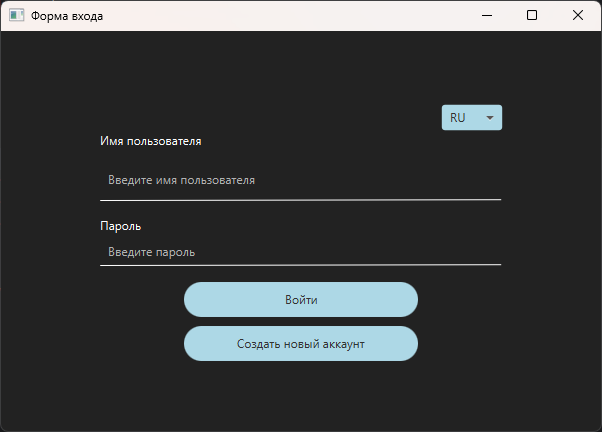 Форма входа
RU
Имя пользователя
Введите имя пользователя
Пароль
Введите пароль
Войти
Создать новый аккаунт